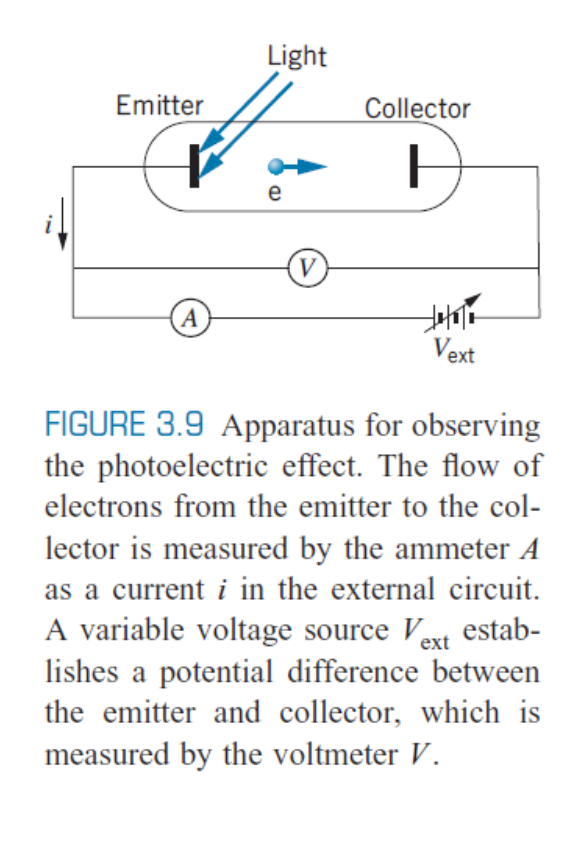 Light
Emitter
Collector
e
i
V
A
Vext
FIGURE 3.9 Apparatus for observing
the photoelectric effect. The flow of
electrons from the emitter to the col-
lector is measured by the ammeter A
as a current i in the external circuit.
A variable voltage source Vext estab-
lishes a potential difference between
the emitter and collector, which is
measured by the voltmeter V.